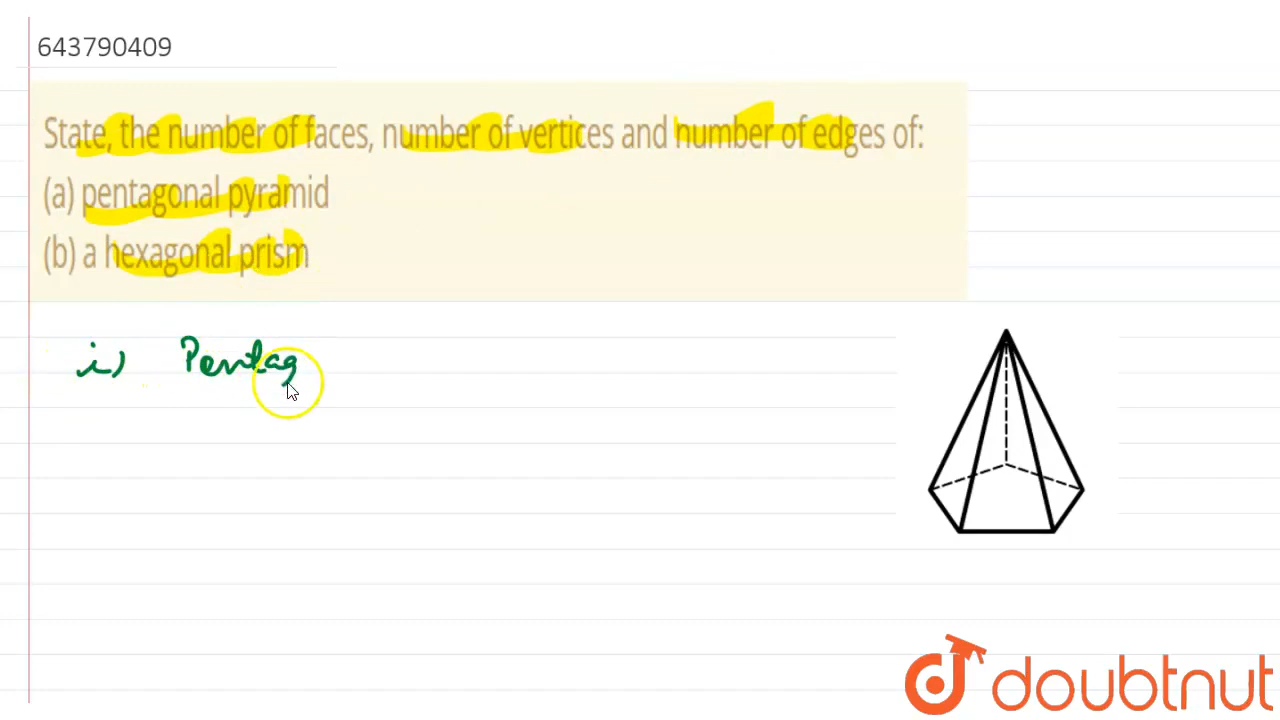 643790409
State, the number of faces, number of vertices and number of edges of:
(a) pentagonal pyramid
(b) a hexagonal prism
i) Pentag
doubtnut